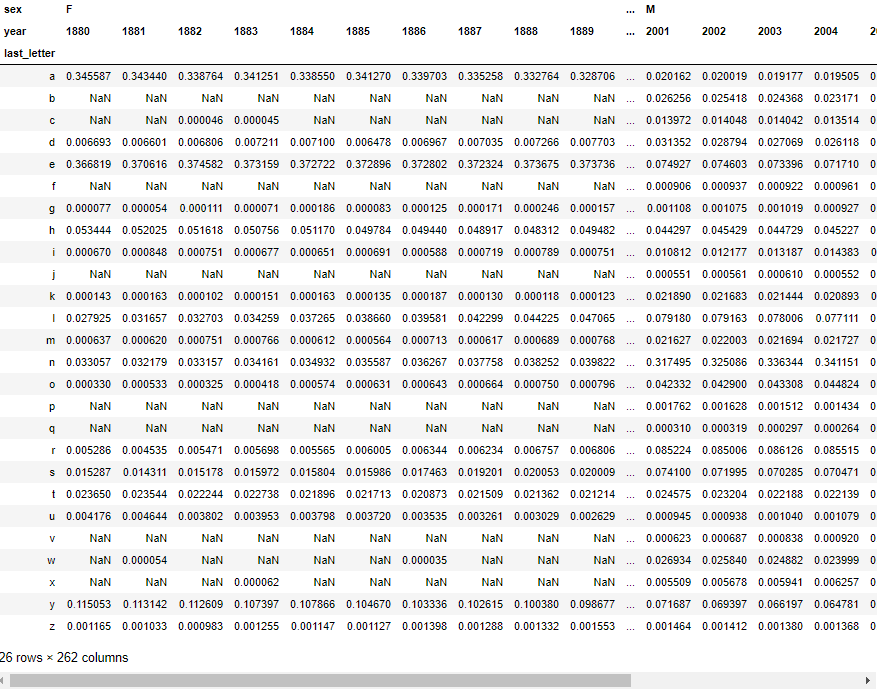 sex F ... M
year 1880 1881 1882 1883 1884 1885 1886 1887 1888 1889 ... 2001 2002 2003 2004
last_letter
a 0.345587 0.343440 0.338764 0.341251 0.338550 0.341270 0.339703 0.335258 0.332764 0.328706 ... 0.020162 0.020019 0.019177 0.019505
b NaN NaN NaN NaN NaN NaN NaN NaN NaN NaN ... 0.026256 0.025418 0.024368 0.023171
c NaN NaN 0.000046 0.000045 NaN NaN NaN NaN NaN NaN ... 0.013972 0.014048 0.014042 0.013514
d 0.006693 0.006601 0.006806 0.007211 0.007100 0.006478 0.006967 0.007035 0.007266 0.007703 ... 0.031352 0.028794 0.027069 0.026118
e 0.366819 0.370616 0.374582 0.373159 0.372722 0.372896 0.372802 0.372324 0.373675 0.373736 ... 0.074927 0.074603 0.073396 0.071710
f NaN NaN NaN NaN NaN NaN NaN NaN NaN NaN ... 0.000906 0.000937 0.000922 0.000961
g 0.000077 0.000054 0.000111 0.000071 0.000186 0.000083 0.000125 0.000171 0.000246 0.000157 ... 0.001108 0.001075 0.001019 0.000927
h 0.053444 0.052025 0.051618 0.050756 0.051170 0.049784 0.049440 0.048917 0.048312 0.049482 ... 0.044297 0.045429 0.044729 0.045227
i 0.000670 0.000848 0.000751 0.000677 0.000651 0.000691 0.000588 0.000719 0.000789 0.000751 ... 0.010812 0.012177 0.013187 0.014383
j NaN NaN NaN NaN NaN NaN NaN NaN NaN NaN ... 0.000551 0.000561 0.000610 0.000552
k 0.000143 0.000163 0.000102 0.000151 0.000163 0.000135 0.000187 0.000130 0.000118 0.000123 ... 0.021890 0.021683 0.021444 0.020893
l 0.027925 0.031657 0.032703 0.034259 0.037265 0.038660 0.039581 0.042299 0.044225 0.047065 ... 0.079180 0.079163 0.078006 0.077111
m 0.000637 0.000620 0.000751 0.000766 0.000612 0.000564 0.000713 0.000617 0.000689 0.000768 ... 0.021627 0.022003 0.021694 0.021727
n 0.033057 0.032179 0.033157 0.034161 0.034932 0.035587 0.036267 0.037758 0.038252 0.039822 ... 0.317495 0.325086 0.336344 0.341151
o 0.000330 0.000533 0.000325 0.000418 0.000574 0.000631 0.000643 0.000664 0.000750 0.000796 ... 0.042332 0.042900 0.043308 0.044824
p NaN NaN NaN NaN NaN NaN NaN NaN NaN NaN ... 0.001762 0.001628 0.001512 0.001434
q NaN NaN NaN NaN NaN NaN NaN NaN NaN NaN ... 0.000310 0.000319 0.000297 0.000264
r 0.005286 0.004535 0.005471 0.005698 0.005565 0.006005 0.006344 0.006234 0.006757 0.006806 ... 0.085224 0.085006 0.086126 0.085515
s 0.015287 0.014311 0.015178 0.015972 0.015804 0.015986 0.017463 0.019201 0.020053 0.020009 ... 0.074100 0.071995 0.070285 0.070471
t 0.023650 0.023544 0.022244 0.022738 0.021896 0.021713 0.020873 0.021509 0.021362 0.021214 ... 0.024575 0.023204 0.022188 0.022139
u 0.004176 0.004644 0.003802 0.003953 0.003798 0.003720 0.003535 0.003261 0.003029 0.002629 ... 0.000945 0.000938 0.001040 0.001079
v NaN NaN NaN NaN NaN NaN NaN NaN NaN NaN ... 0.000623 0.000687 0.000838 0.000920
w NaN 0.000054 NaN NaN NaN NaN 0.000035 NaN NaN NaN ... 0.026934 0.025840 0.024882 0.023999
x NaN NaN NaN 0.000062 NaN NaN NaN NaN NaN NaN ... 0.005509 0.005678 0.005941 0.006257
y 0.115053 0.113142 0.112609 0.107397 0.107866 0.104670 0.103336 0.102615 0.100380 0.098677 ... 0.071687 0.069397 0.066197 0.064781
z 0.001165 0.001033 0.000983 0.001255 0.001147 0.001127 0.001398 0.001288 0.001332 0.001553 ... 0.001464 0.001412 0.001380 0.001368
26 rows × 262 columns